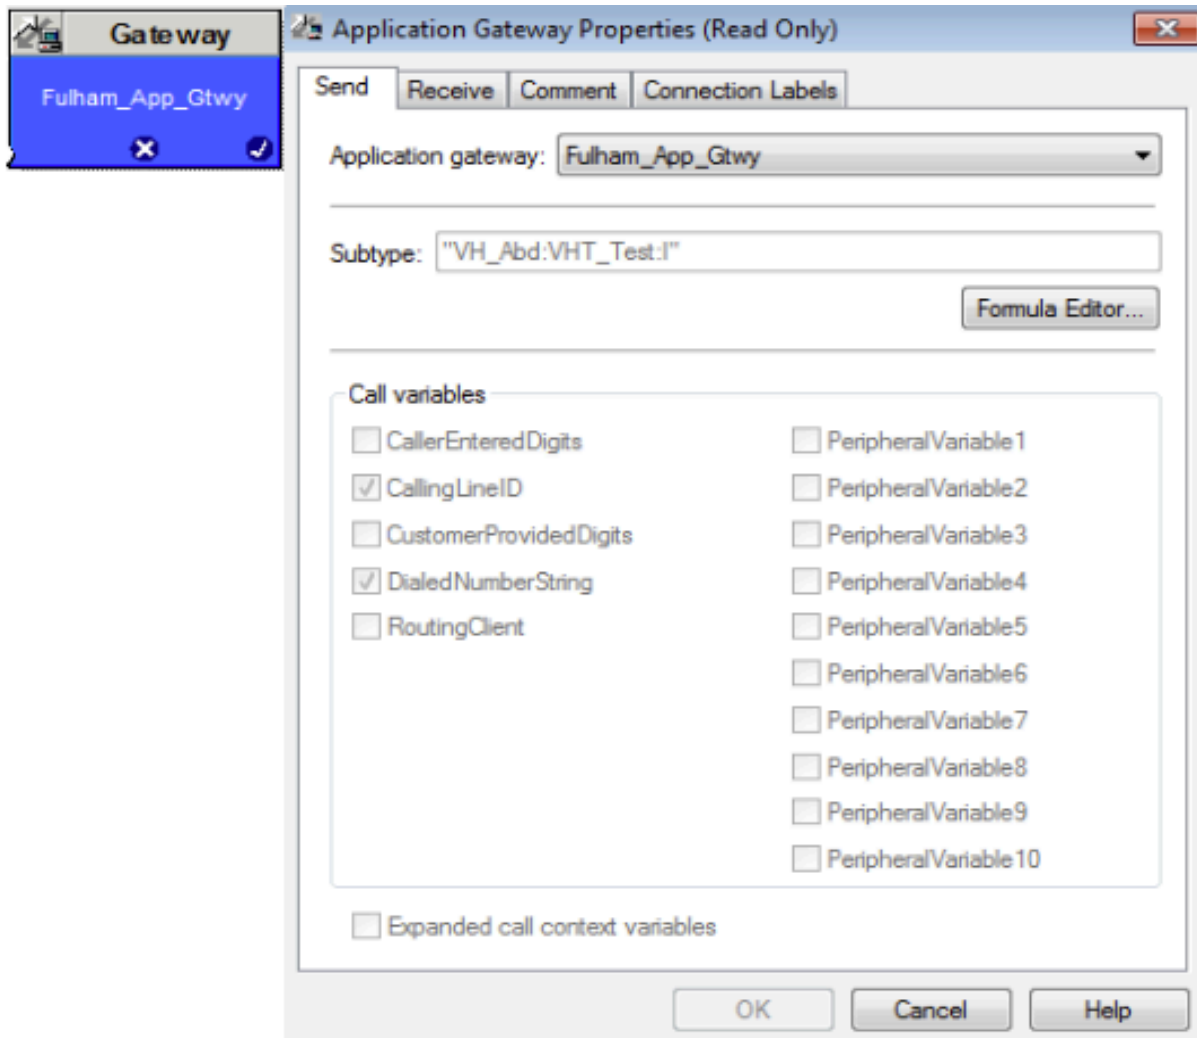 Gateway
Fulham_App_Gtwy
Application Gateway Properties (Read Only)
Send Receive Comment Connection Labels
Application gateway: Fulham_App_Gtwy
Subtype: "VH_Abd:VHT_Test:I"
Formula Editor...
Call variables
CallerEnteredDigits PeripheralVariable1
CallingLineID PeripheralVariable2
CustomerProvidedDigits PeripheralVariable3
DialedNumberString PeripheralVariable4
RoutingClient PeripheralVariable5
PeripheralVariable6
PeripheralVariable7
PeripheralVariable8
PeripheralVariable9
PeripheralVariable10
Expanded call context variables
OK Cancel Help